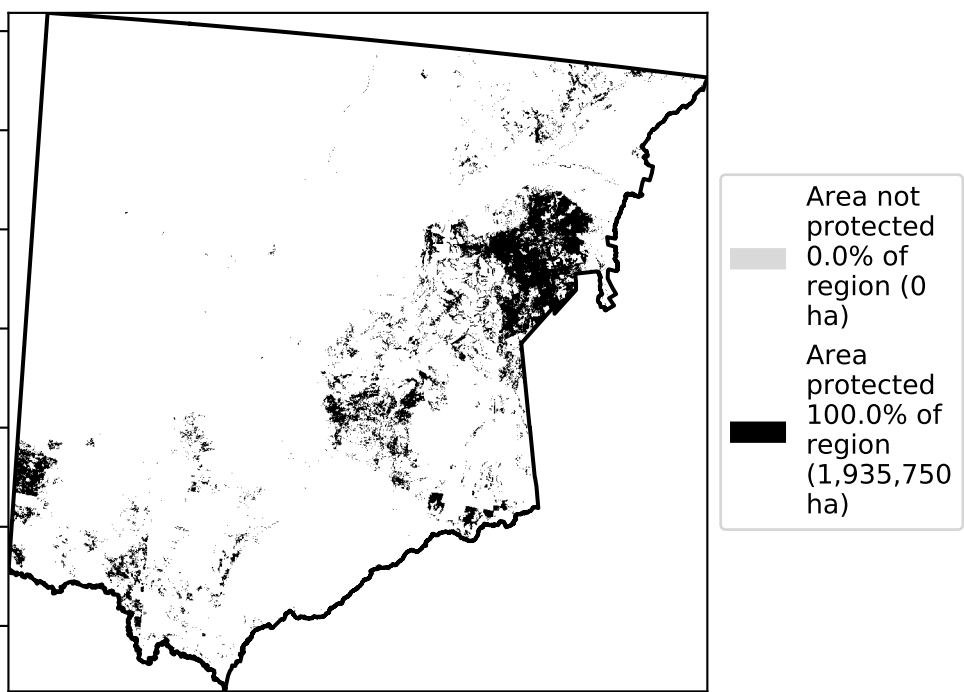 Area not
protected
0.0% of
region (0
ha)
Area
protected
100.0% of
region
(1,935,750
ha)